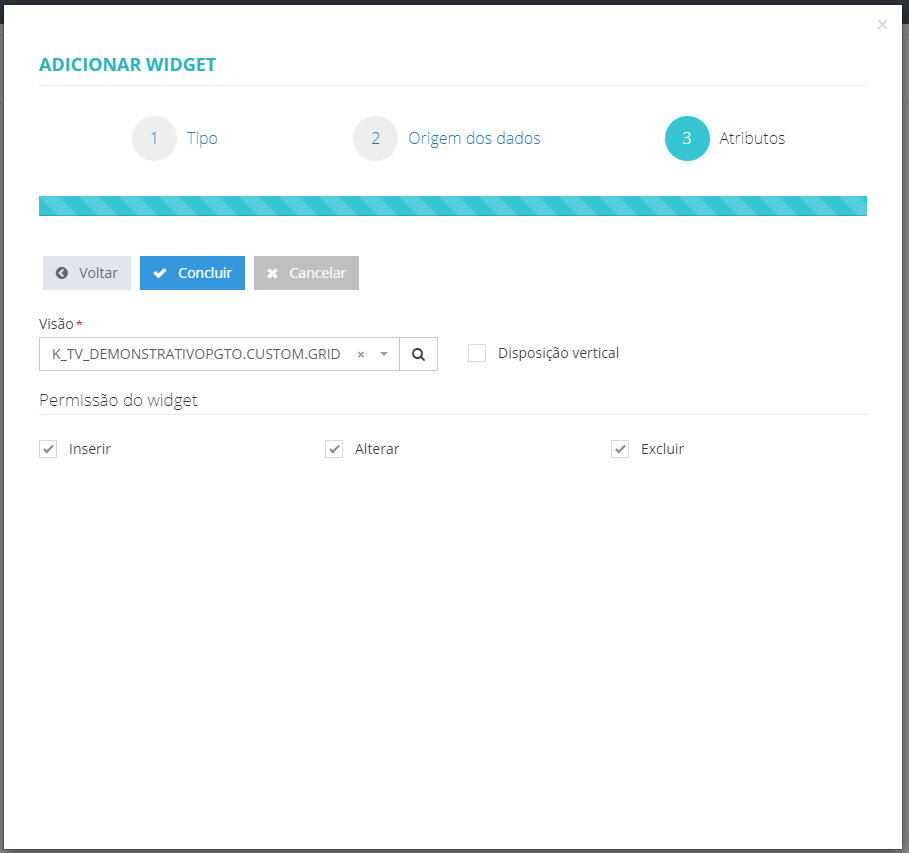 ×
ADICIONAR WIDGET
1 Tipo
2 Origem dos dados
3 Atributos
Voltar
Concluir
Cancelar
Visão *
K_TV_DEMONSTRATIVOPGTO.CUSTOM.GRID ×
Disposição vertical
Permissão do widget
Inserir
Alterar
Excluir